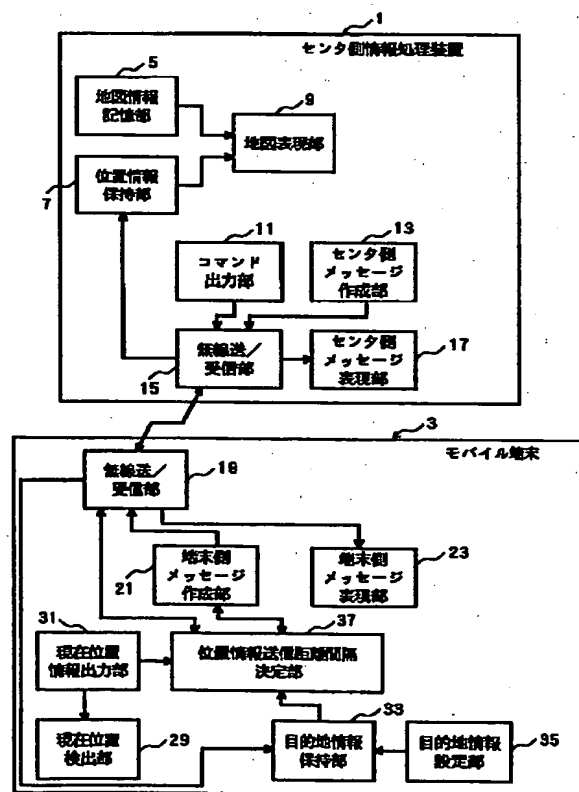 1
センタ側情報処理装置
5
地図情報
記憶部
9
地図表現部
位置情報
保持部
7
11
コマンド
出力部
13
センタ側
メッセージ
作成部
無線送/
受信部
15
センタ側
メッセージ
表現部
17
3
モバイル端末
無線送/
受信部
19
端末側
メッセージ
作成部
21
端末側
メッセージ
表現部
23
31
現在位置
情報出力部
37
位置情報送信距離間隔
決定部
現在位置
検出部
29
33
目的地情報
保持部
目的地情報
設定部
35